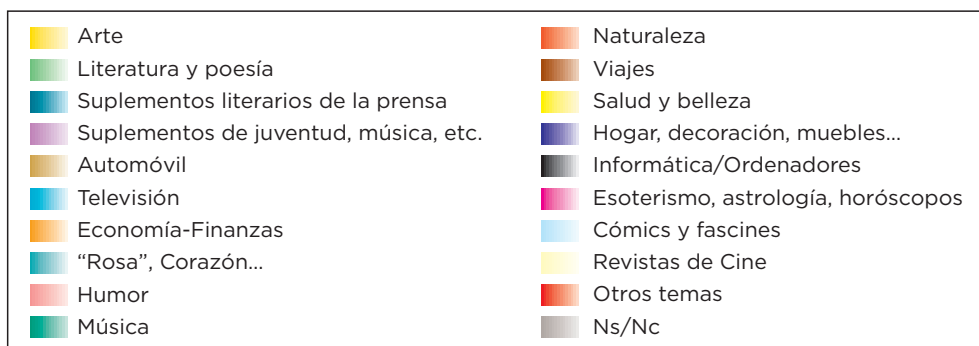 Arte
Literatura y poesía
Suplementos literarios de la prensa
Suplementos de juventud, música, etc.
Automóvil
Televisión
Economía-Finanzas
“Rosa”, Corazón...
Humor
Música
Naturaleza
Viajes
Salud y belleza
Hogar, decoración, muebles...
Informática/Ordenadores
Esoterismo, astrología, horóscopos
Cómics y fascines
Revistas de Cine
Otros temas
Ns/Nc